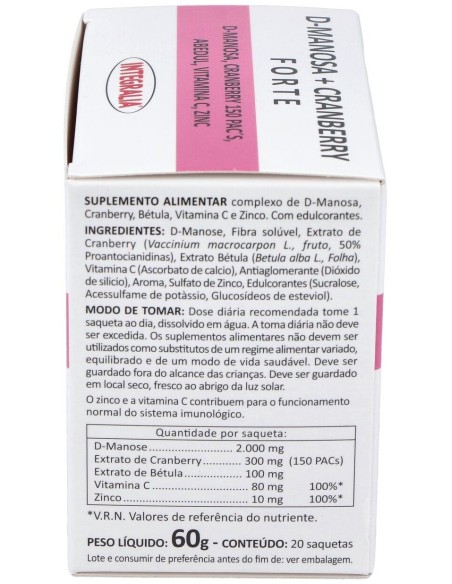 D-MANOSA + CRANBERRY
FORTE
D-MANOSA, CRANBERRY 150 PAC'S,
ABEDUL, VITAMINA C, ZINC
INTEGRALIA
SUPLEMENTO ALIMENTAR complexo de D-Manosa,
Cranberry, Bétula, Vitamina C e Zinco. Com edulcorantes.
INGREDIENTES: D-Manose, Fibra solúvel, Extrato de
Cranberry (Vaccinium macrocarpon L., fruto, 50%
Proantocianidinas), Extrato Bétula (Betula alba L., Folha),
Vitamina C (Ascorbato de calcio), Antiaglomerante (Dióxido
de silicio), Aroma, Sulfato de Zinco, Edulcorantes (Sucralose,
Acessulfame de potàssio, Glucosídeos de esteviol).
MODO DE TOMAR: Dose diária recomendada tome 1
saqueta ao dia, dissolvido em água. A toma diária não deve
ser excedida. Os suplementos alimentares não devem ser
utilizados como substitutos de um regime alimentar variado,
equilibrado e de um modo de vida saudável. Deve ser
guardado fora do alcance das crianças. Deve ser guardado
em local seco, fresco ao abrigo da luz solar.
O zinco e a vitamina C contribuem para o funcionamento
normal do sistema imunológico.
Quantidade por saqueta:
D-Manose........................ 2.000 mg
Extrato de Cranberry........... 300 mg (150 PACs)
Extrato de Bétula................ 100 mg
Vitamina C ......................... 80 mg 100%*
Zinco ................................. 10 mg 100%*
*V.R.N. Valores de referência do nutriente.
PESO LÍQUIDO: 60g - CONTEÚDO: 20 saquetas
Lote e consumir de preferência antes do fim de: ver embalagem.